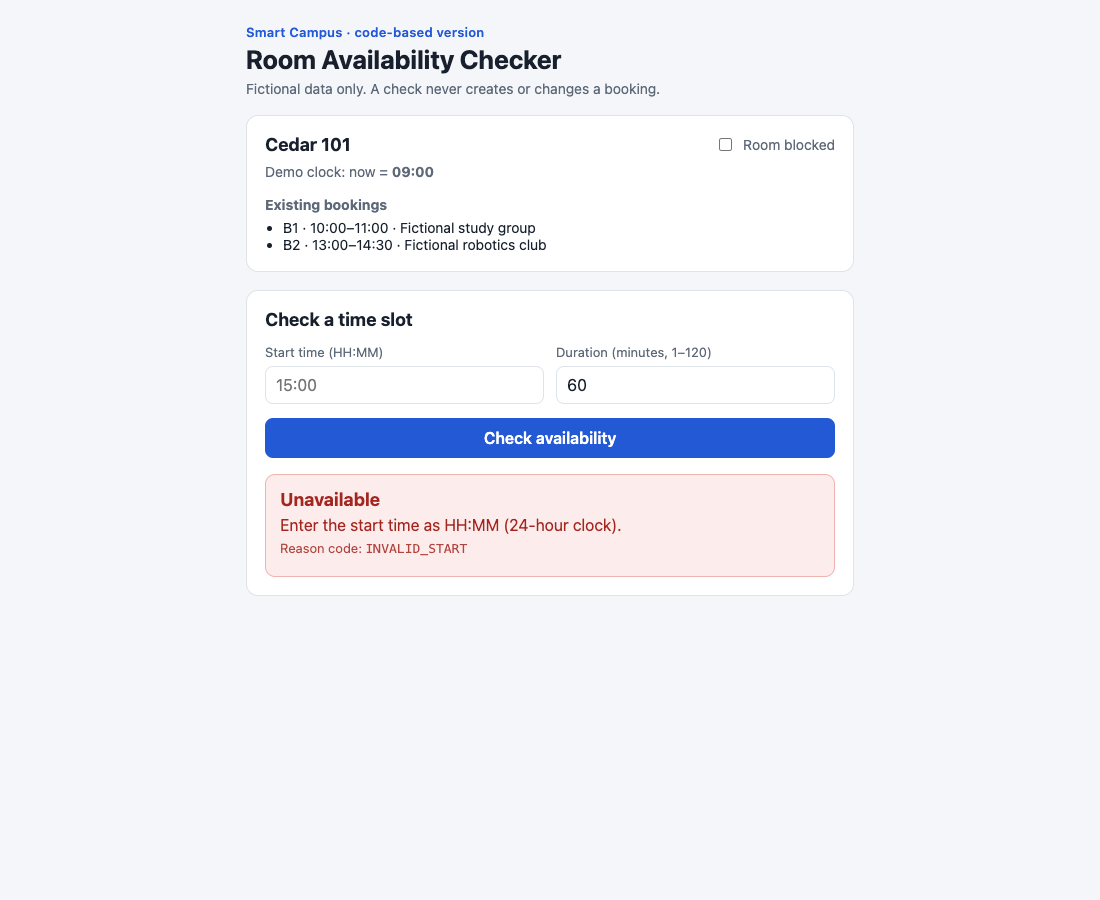 Smart Campus · code-based version
Room Availability Checker
Fictional data only. A check never creates or changes a booking.
Cedar 101
Room blocked
Demo clock: now = 09:00
Existing bookings
• B1 · 10:00–11:00 · Fictional study group
• B2 · 13:00–14:30 · Fictional robotics club
Check a time slot
Start time (HH:MM)
Duration (minutes, 1–120)
15:00
60
Check availability
Unavailable
Enter the start time as HH:MM (24-hour clock).
Reason code: INVALID_START